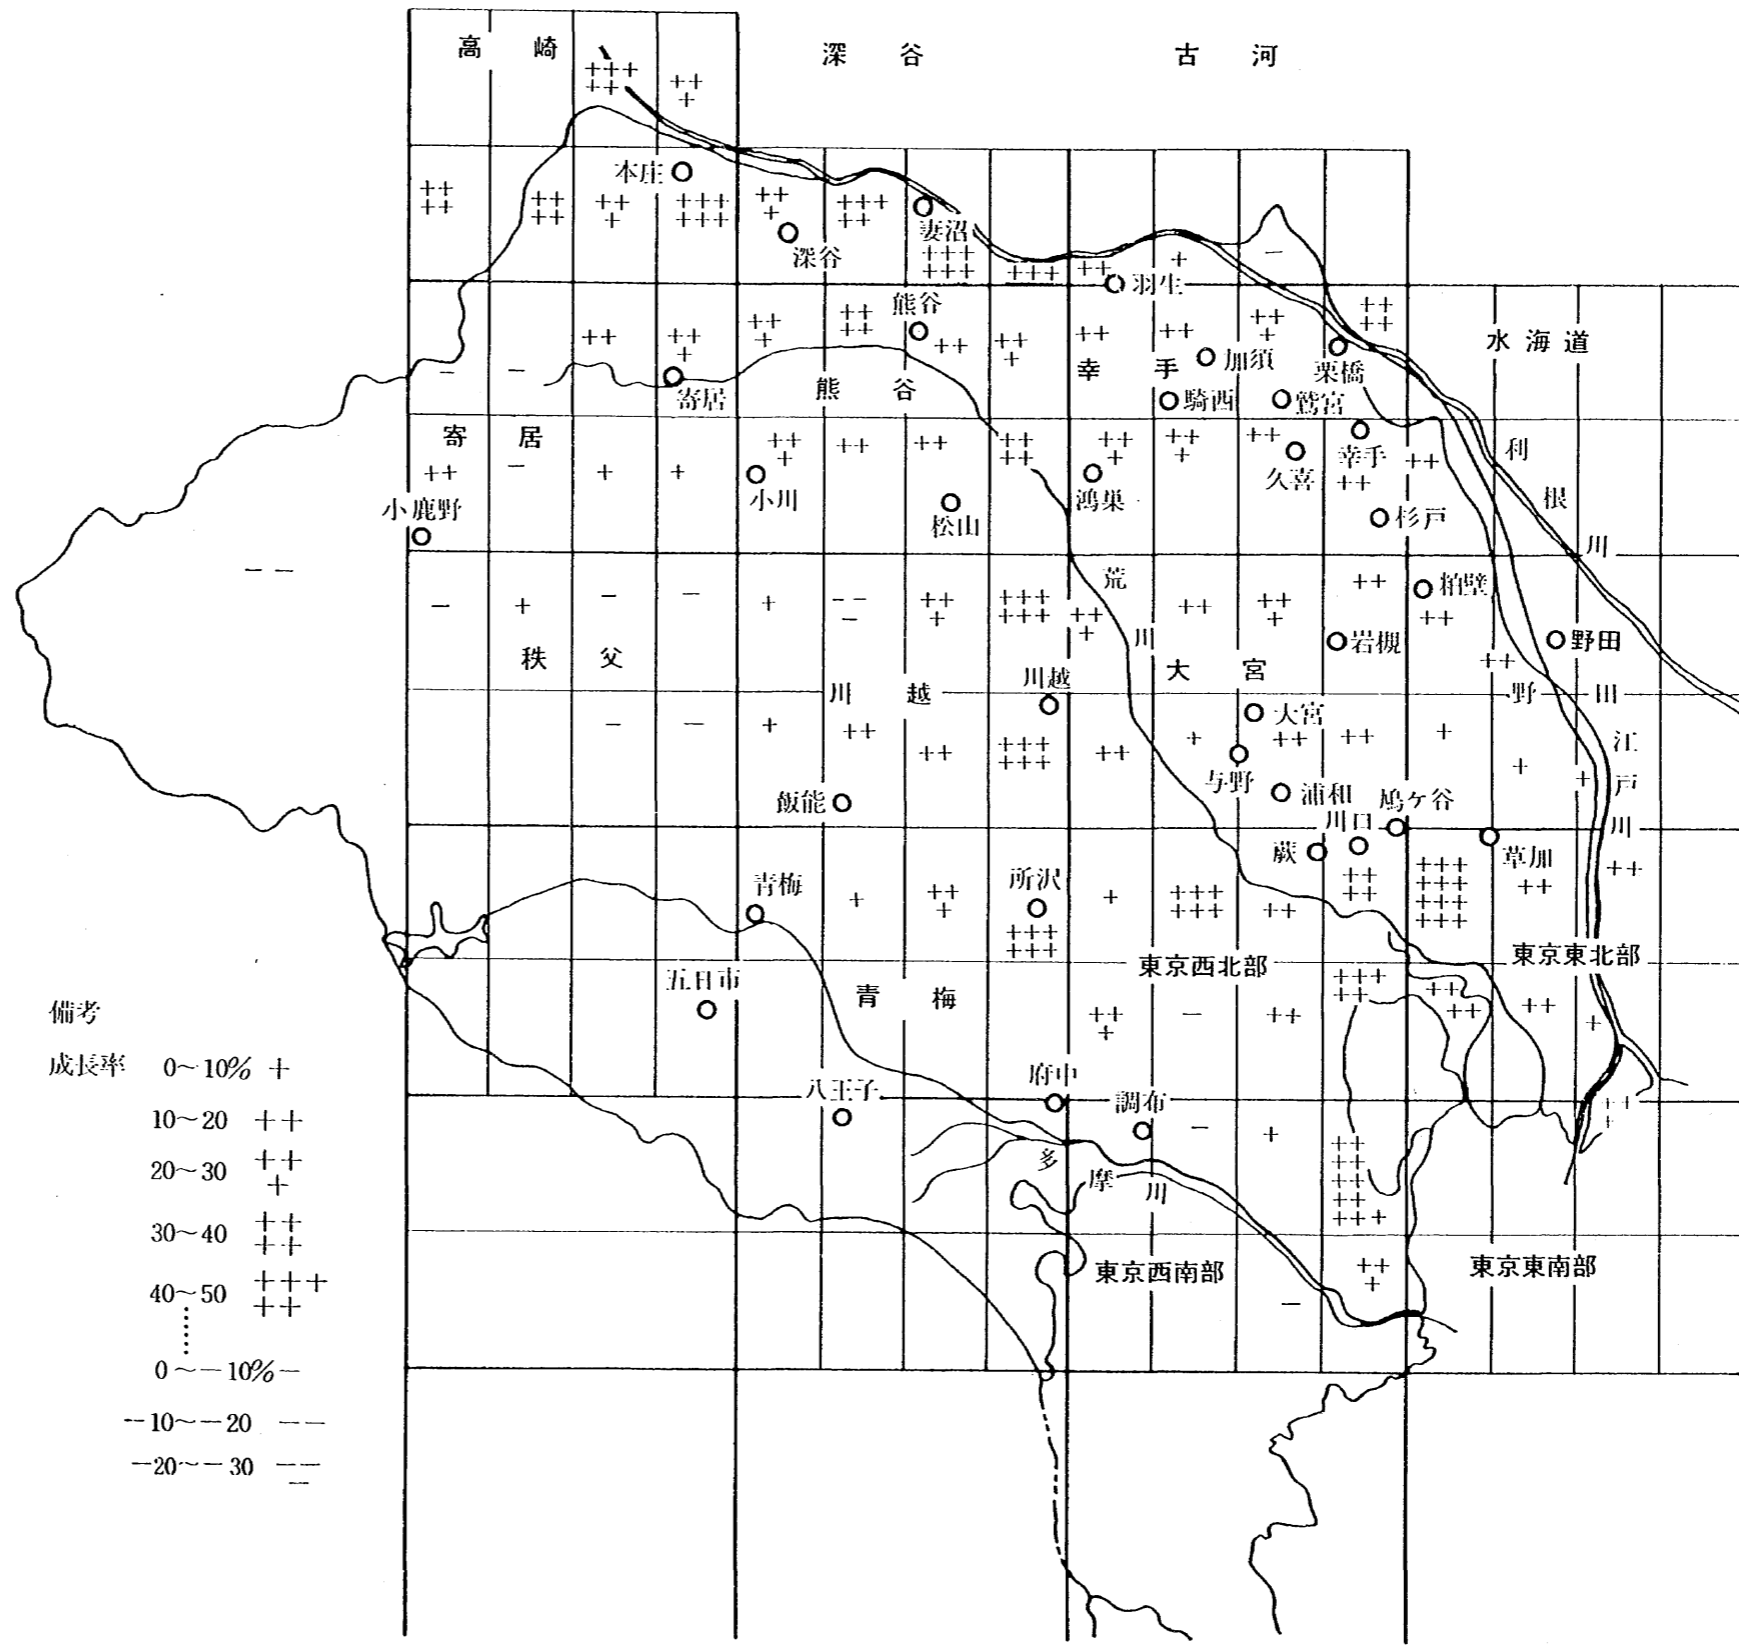 高崎
深谷
古河
+++
++
++
+
本庄
++
++
++
++
++
+
+++
+++
++
+
深谷
+++
++
妻沼
+++
+++
+++
++
羽生
+
−
++
++
水海道
++
++
+
++
+
++
++
熊谷
++
++
+
++
++
++
+
幸手
加須
栗橋
− −
寄居
熊谷
騎西
鷲宮
寄居
++
−
+
+
++
+
++
++
++
++
++
+
++
+
++
久喜
幸手
++
++
利根川
小鹿野
小川
松山
鴻巣
杉戸
− −
−
+
−
−
+
− −
−
++
+
+++
+++
++
+
荒川
++
++
+
++
粕壁
++
秩父
岩槻
野田
川越
川越
大宮
++
野田
−
−
+
++
++
+++
+++
++
+
大宮
++
++
+
+
+
江戸川
与野
飯能
浦和
鳩ヶ谷
川口
蕨
草加
++
++
++
+++
+++
+++
+++
++
青梅
+
++
+
所沢
+++
+++
+
+++
+++
++
東京西北部
東京東北部
五日市
青梅
+++
++
++
++
++
+
++
+
−
++
備考
成長率 0〜10% +
10〜20 ++
20〜30 ++
+
30〜40 ++
++
40〜50 +++
++
0〜−10% −
−10〜−20 − −
−20〜−30 − −
−
八王子
府中
調布
−
+
++
+
++
++
++
++
+++
多摩川
東京西南部
東京東南部
++
+
−